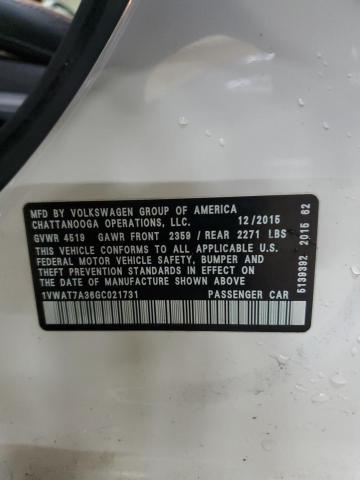 MFD BY VOLKSWAGEN GROUP OF AMERICA
CHATTANOOGA OPERATIONS, LLC. 12/2015
GVWR 4519 GAWR FRONT 2359 / REAR 2271 LBS
THIS VEHICLE CONFORMS TO ALL APPLICABLE U.S.
FEDERAL MOTOR VEHICLE SAFETY, BUMPER AND
THEFT PREVENTION STANDARDS IN EFFECT ON
THE DATE OF MANUFACTURE SHOWN ABOVE
1VWAT7A36GC021731 PASSENGER CAR
5139392 2015 62